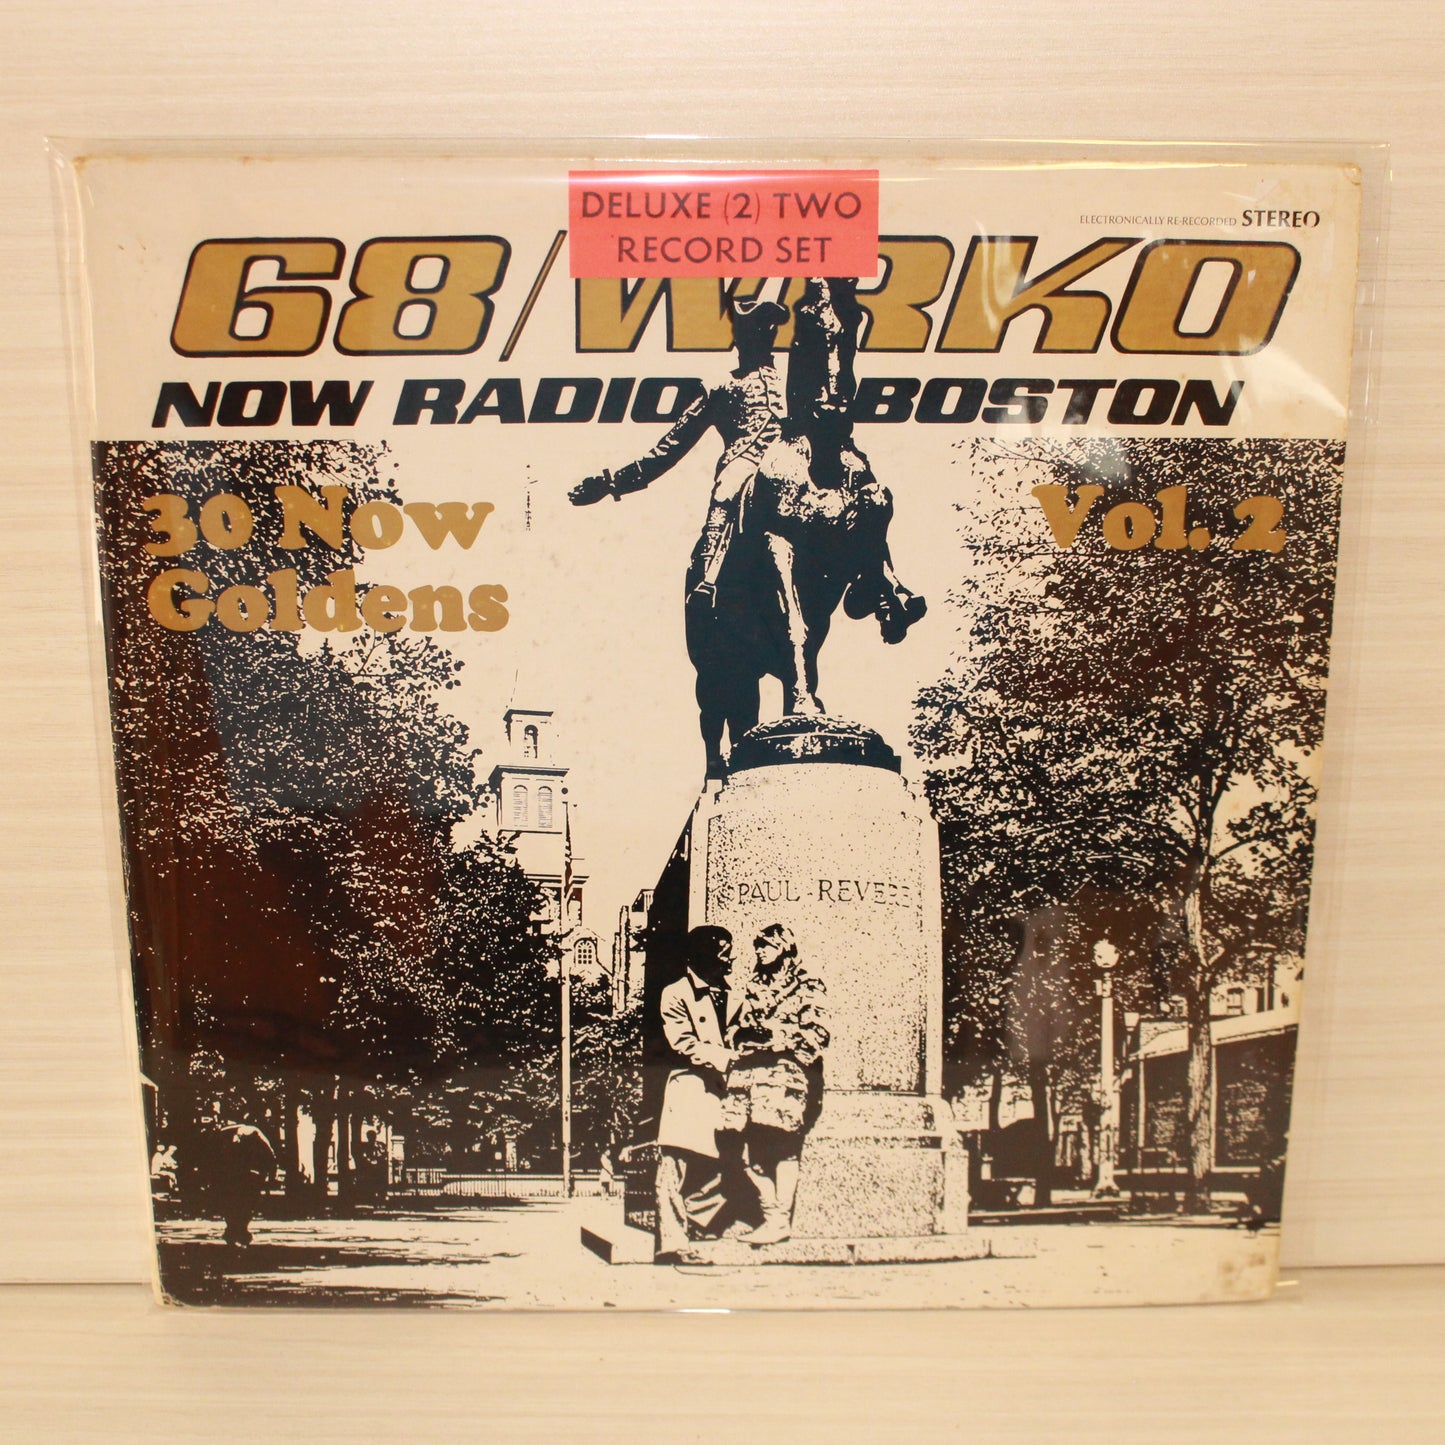 DELUXE (2) TWO
RECORD SET
ELECTRONICALLY RE-RECORDED STEREO
68/WRKO
NOW RADIO BOSTON
30 Now
Goldens
Vol. 2
PAUL·REVERE